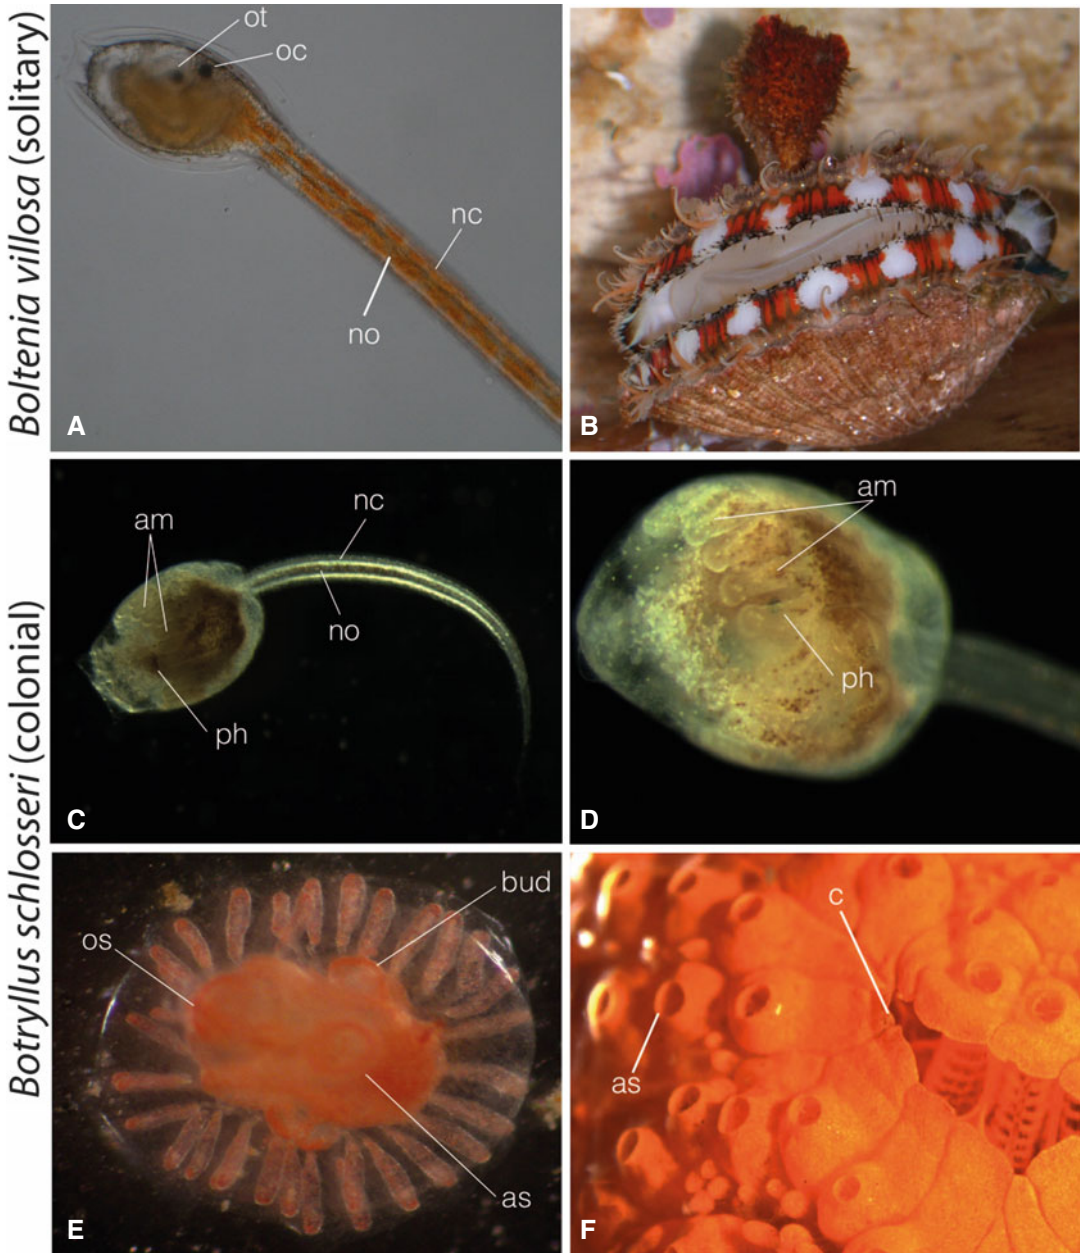 Boltenia villosa (solitary)
ot
oc
nc
no
A
B
Botryllus schlosseri (colonial)
am
nc
no
ph
C
am
ph
D
bud
os
as
E
c
as
F